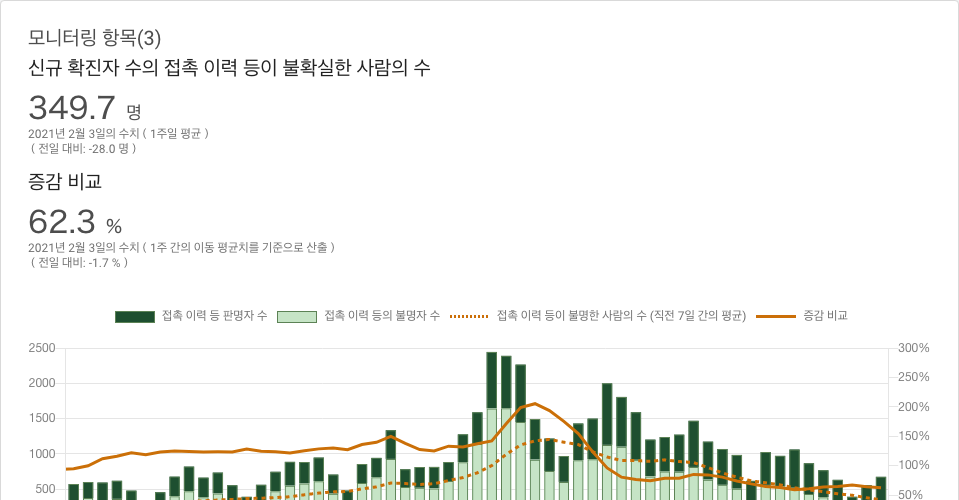 모니터링 항목(3)
신규 확진자 수의 접촉 이력 등이 불확실한 사람의 수
349.7 명
2021년 2월 3일의 수치 ( 1주일 평균 )
( 전일 대비: -28.0 명 )
증감 비교
62.3 %
2021년 2월 3일의 수치 ( 1주 간의 이동 평균치를 기준으로 산출 )
( 전일 대비: -1.7 % )
접촉 이력 등 판명자 수 접촉 이력 등의 불명자 수 접촉 이력 등이 불명한 사람의 수 (직전 7일 간의 평균) 증감 비교
2500 300%
2000 250%
1500 200%
1000 150%
500 100%
50%